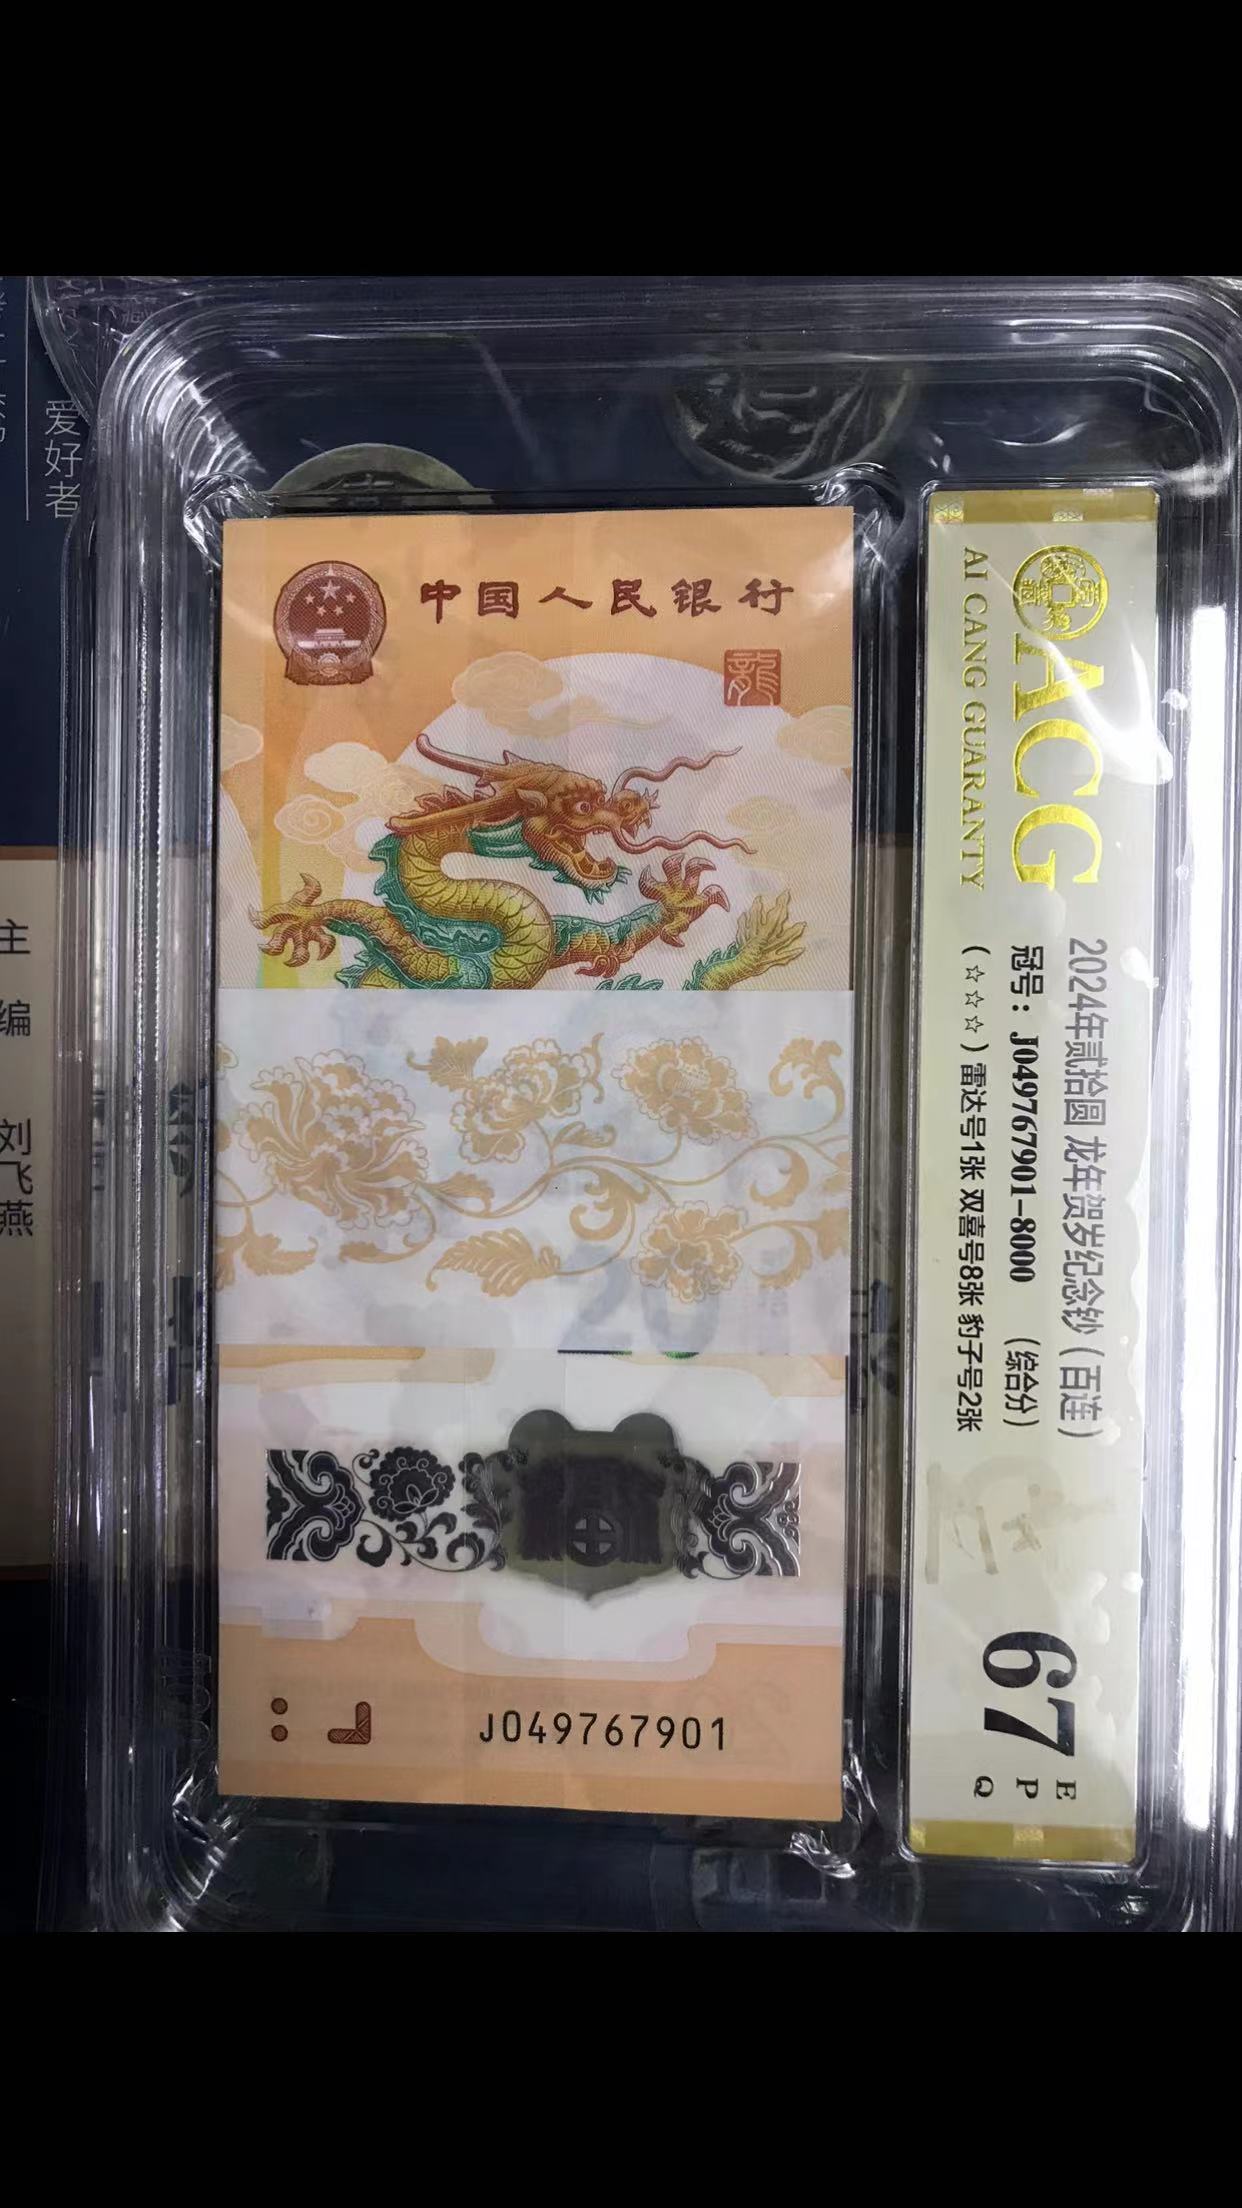 爱好者
主编 刘飞燕
中国人民银行
龍
20
J049767901
ACG
AI CANG GUARANTY
2024年贰拾圆 龙年贺岁纪念钞（百连）
冠号：J049767901-8000 （综合分）
（☆☆☆）雷达号1张 双喜号8张 豹子号2张
67
E
P
Q